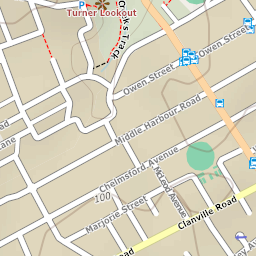 P
Turner Lookout
Track
Owen Street
Owen Street
Middle Harbour Road
Chelmsford Avenue
100
McLeod Avenue
Marjorie Street
Clanville Road